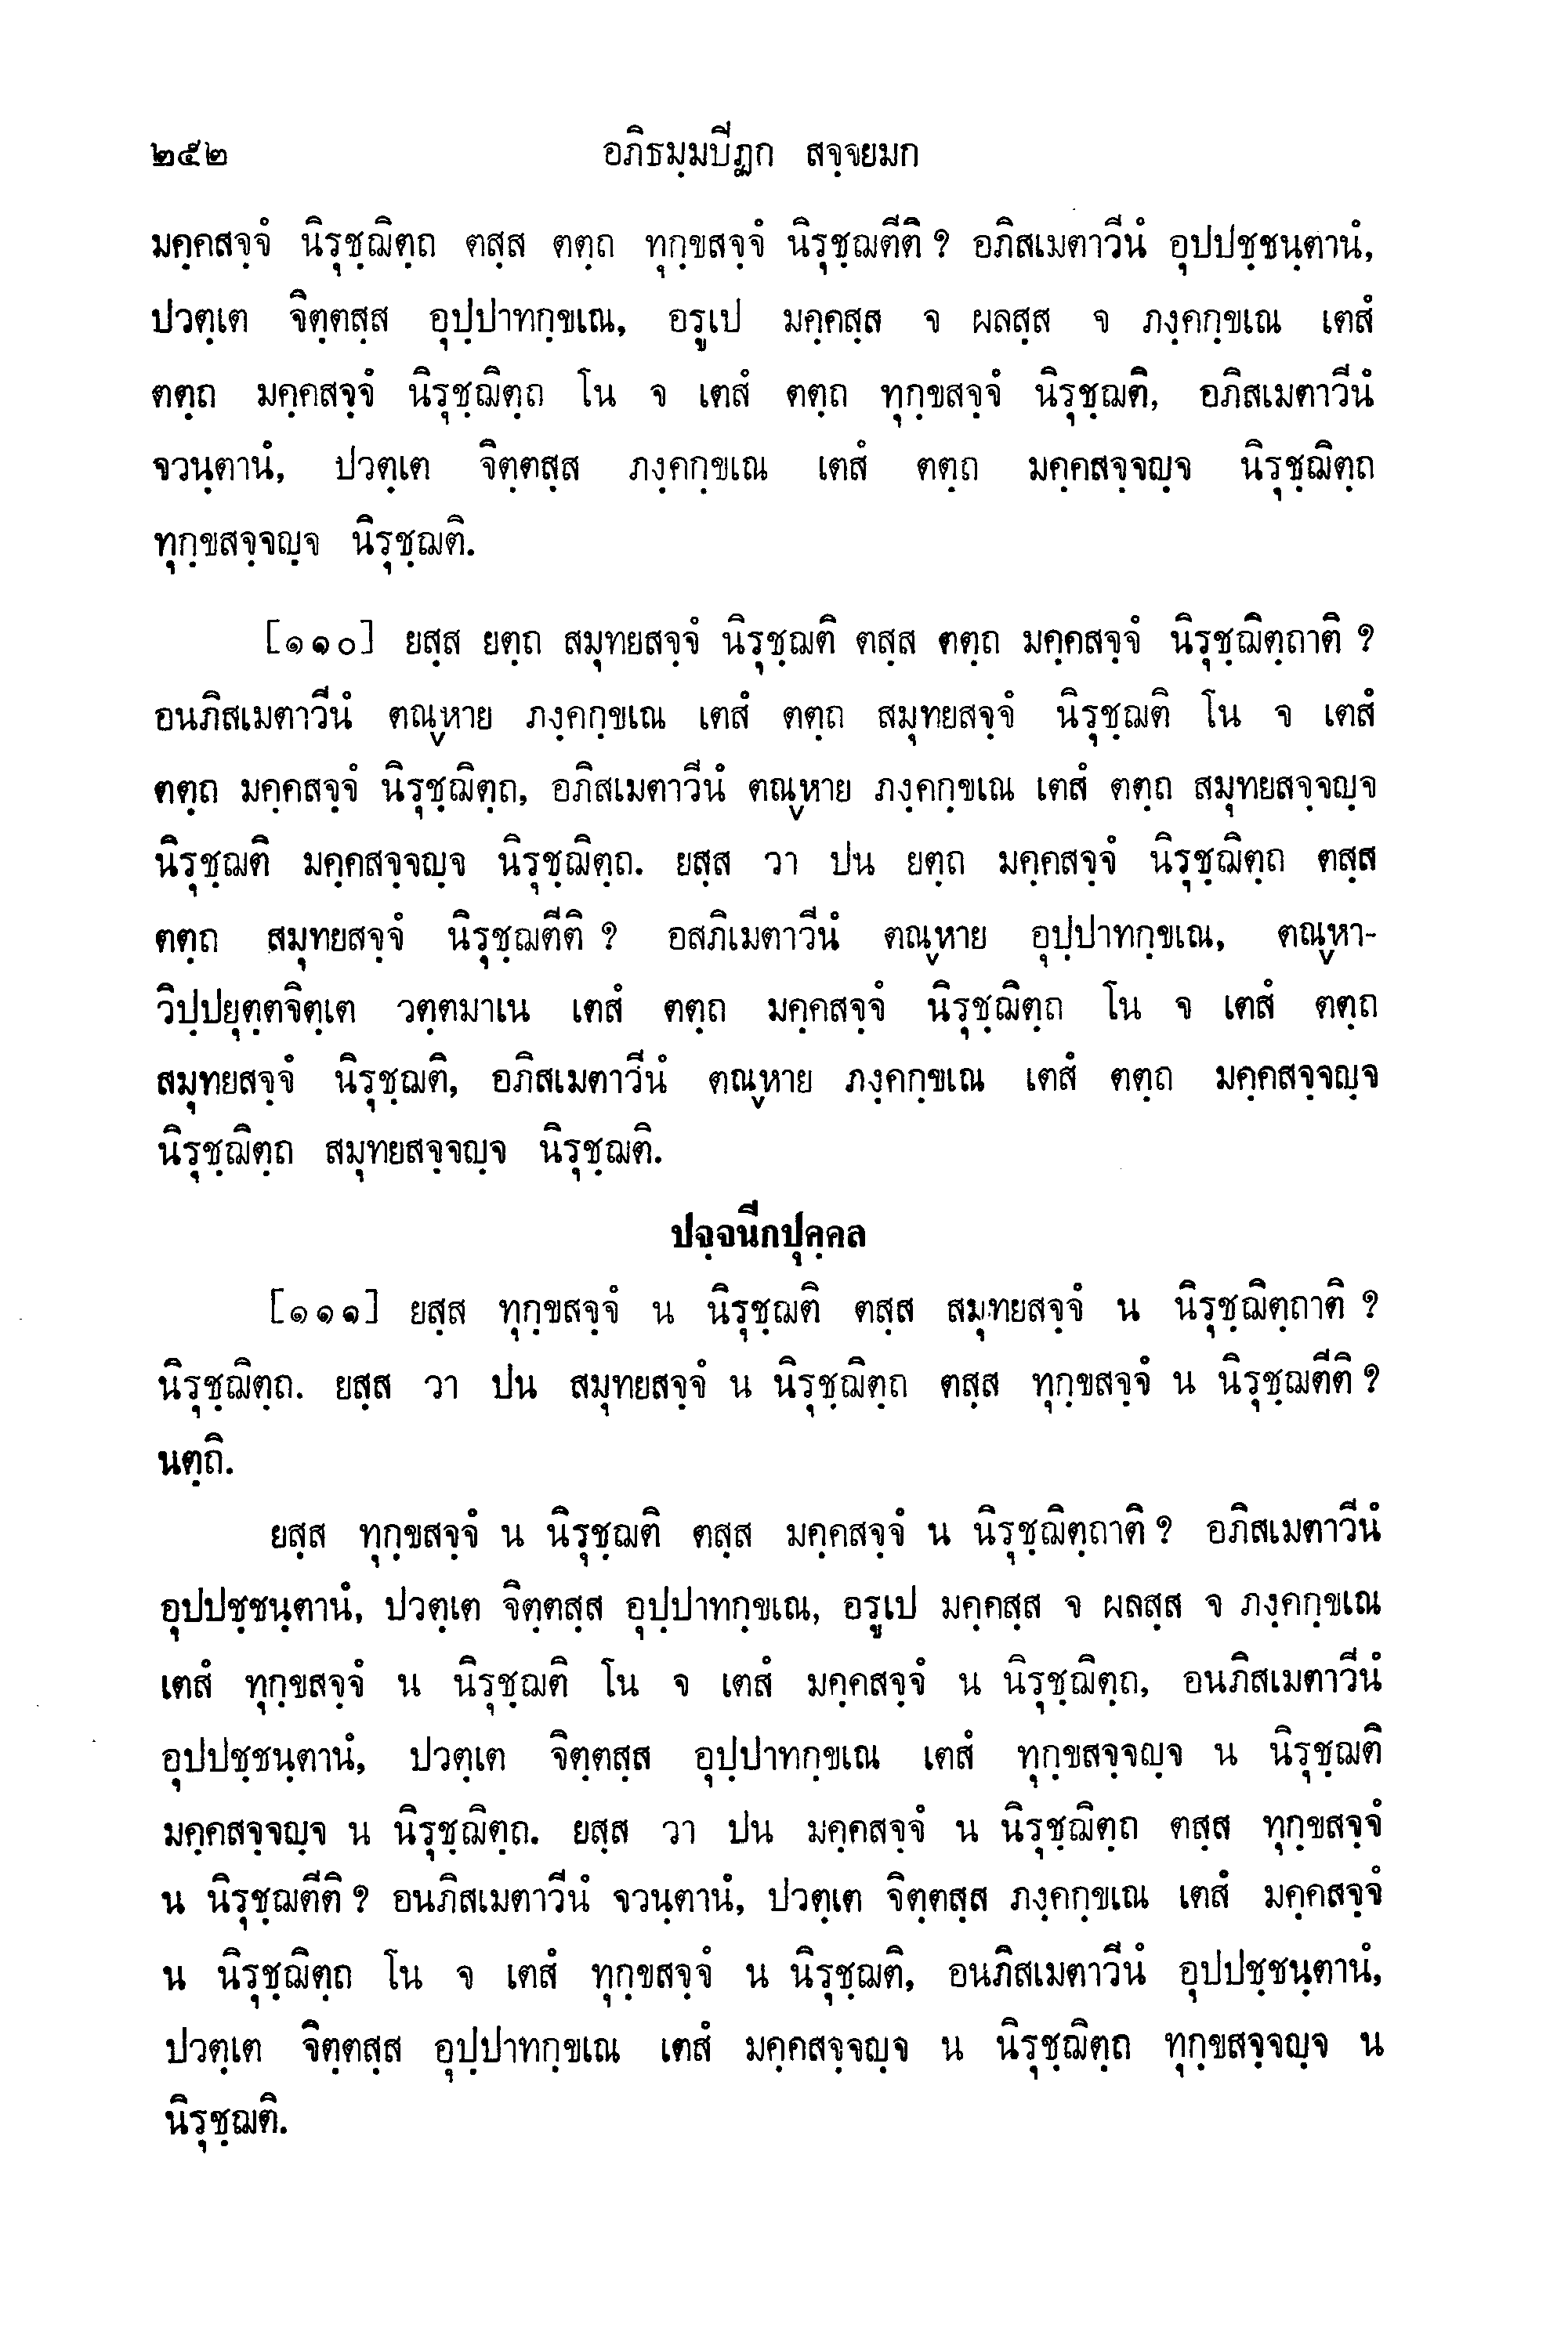 ๒๕๒ อภิธมฺมปีฏก สจฺจยมก
มคฺคสจฺจํ นิรุชฺฌิตฺถ ตสฺส ตตฺถ ทุกฺขสจฺจํ นิรุชฺฌตีติ ? อภิสเมตาวีนํ อุปปชฺชนฺตานํ,
ปวตฺเต จิตฺตสฺส อุปฺปาทกฺขเณ, อรูเป มคฺคสฺส จ ผลสฺส จ ภงฺคกฺขเณ เตสํ
ตตฺถ มคฺคสจฺจํ นิรุชฺฌิตฺถ โน จ เตสํ ตตฺถ ทุกฺขสจฺจํ นิรุชฺฌติ, อภิสเมตาวีนํ
จวนฺตานํ, ปวตฺเต จิตฺตสฺส ภงฺคกฺขเณ เตสํ ตตฺถ มคฺคสจฺจญฺจ นิรุชฺฌิตฺถ
ทุกฺขสจฺจญฺจ นิรุชฺฌติ.
[๑๑๐] ยสฺส ยตฺถ สมุทยสจฺจํ นิรุชฺฌติ ตสฺส ตตฺถ มคฺคสจฺจํ นิรุชฺฌิตฺถาติ ?
อนภิสเมตาวีนํ ตณฺหาย ภงฺคกฺขเณ เตสํ ตตฺถ สมุทยสจฺจํ นิรุชฺฌติ โน จ เตสํ
ตตฺถ มคฺคสจฺจํ นิรุชฺฌิตฺถ, อภิสเมตาวีนํ ตณฺหาย ภงฺคกฺขเณ เตสํ ตตฺถ สมุทยสจฺจญฺจ
นิรุชฺฌติ มคฺคสจฺจญฺจ นิรุชฺฌิตฺถ. ยสฺส วา ปน ยตฺถ มคฺคสจฺจํ นิรุชฺฌิตฺถ ตสฺส
ตตฺถ สมุทยสจฺจํ นิรุชฺฌตีติ ? อสภิเมตาวีนํ ตณฺหาย อุปฺปาทกฺขเณ, ตณฺหา-
วิปฺปยุตฺตจิตฺเต วตฺตมาเน เตสํ ตตฺถ มคฺคสจฺจํ นิรุชฺฌิตฺถ โน จ เตสํ ตตฺถ
สมุทยสจฺจํ นิรุชฺฌติ, อภิสเมตาวีนํ ตณฺหาย ภงฺคกฺขเณ เตสํ ตตฺถ มคฺคสจฺจญฺจ
นิรุชฺฌิตฺถ สมุทยสจฺจญฺจ นิรุชฺฌติ.
ปจฺจนีกปุคฺคล
[๑๑๑] ยสฺส ทุกฺขสจฺจํ น นิรุชฺฌติ ตสฺส สมุทยสจฺจํ น นิรุชฺฌิตฺถาติ ?
นิรุชฺฌิตฺถ. ยสฺส วา ปน สมุทยสจฺจํ น นิรุชฺฌิตฺถ ตสฺส ทุกฺขสจฺจํ น นิรุชฺฌตีติ ?
นตฺถิ.
ยสฺส ทุกฺขสจฺจํ น นิรุชฺฌติ ตสฺส มคฺคสจฺจํ น นิรุชฺฌิตฺถาติ ? อภิสเมตาวีนํ
อุปปชฺชนฺตานํ, ปวตฺเต จิตฺตสฺส อุปฺปาทกฺขเณ, อรูเป มคฺคสฺส จ ผลสฺส จ ภงฺคกฺขเณ
เตสํ ทุกฺขสจฺจํ น นิรุชฺฌติ โน จ เตสํ มคฺคสจฺจํ น นิรุชฺฌิตฺถ, อนภิสเมตาวีนํ
อุปปชฺชนฺตานํ, ปวตฺเต จิตฺตสฺส อุปฺปาทกฺขเณ เตสํ ทุกฺขสจฺจญฺจ น นิรุชฺฌติ
มคฺคสจฺจญฺจ น นิรุชฺฌิตฺถ. ยสฺส วา ปน มคฺคสจฺจํ น นิรุชฺฌิตฺถ ตสฺส ทุกฺขสจฺจํ
น นิรุชฺฌตีติ ? อนภิสเมตาวีนํ จวนฺตานํ, ปวตฺเต จิตฺตสฺส ภงฺคกฺขเณ เตสํ มคฺคสจฺจํ
น นิรุชฺฌิตฺถ โน จ เตสํ ทุกฺขสจฺจํ น นิรุชฺฌติ, อนภิสเมตาวีนํ อุปปชฺชนฺตานํ,
ปวตฺเต จิตฺตสฺส อุปฺปาทกฺขเณ เตสํ มคฺคสจฺจญฺจ น นิรุชฺฌิตฺถ ทุกฺขสจฺจญฺจ น
นิรุชฺฌติ.